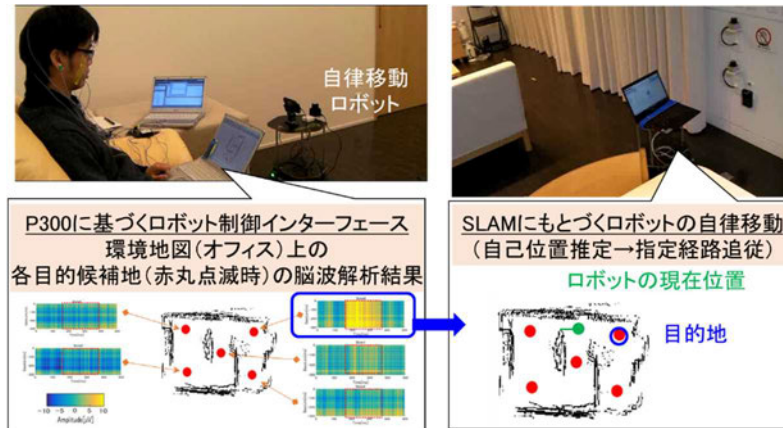 自律移動
ロボット
P300に基づくロボット制御インターフェース
環境地図(オフィス)上の
各目的候補地(赤丸点滅時)の脳波解析結果
SLAMにもとづくロボットの自律移動
(自己位置推定→指定経路追従)
ロボットの現在位置
目的地
-10 -5 0 5 10
Amplitude[μV]